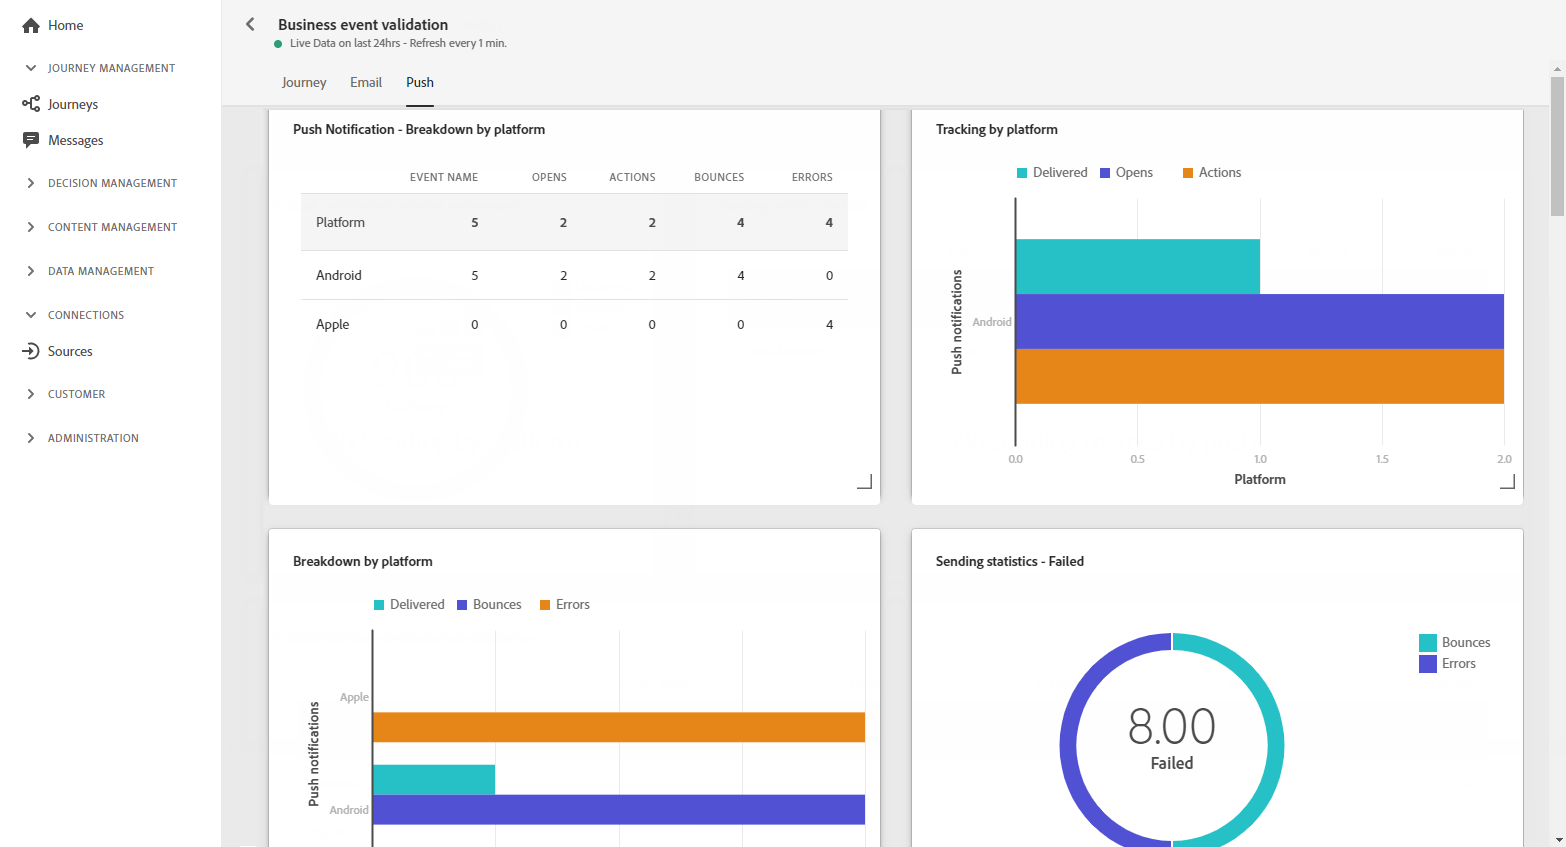 Home
JOURNEY MANAGEMENT
Journeys
Messages
DECISION MANAGEMENT
CONTENT MANAGEMENT
DATA MANAGEMENT
CONNECTIONS
Sources
CUSTOMER
ADMINISTRATION
Business event validation
Live Data on last 24hrs - Refresh every 1 min.
Journey Email Push
Push Notification - Breakdown by platform
EVENT NAME OPENS ACTIONS BOUNCES ERRORS
Platform 5 2 2 4 4
Android 5 2 2 4 0
Apple 0 0 0 0 4
Tracking by platform
Delivered Opens Actions
Push notifications
Android
0.0 0.5 1.0 1.5 2.0
Platform
Breakdown by platform
Delivered Bounces Errors
Push notifications
Apple
Android
Sending statistics - Failed
Bounces
Errors
8.00
Failed